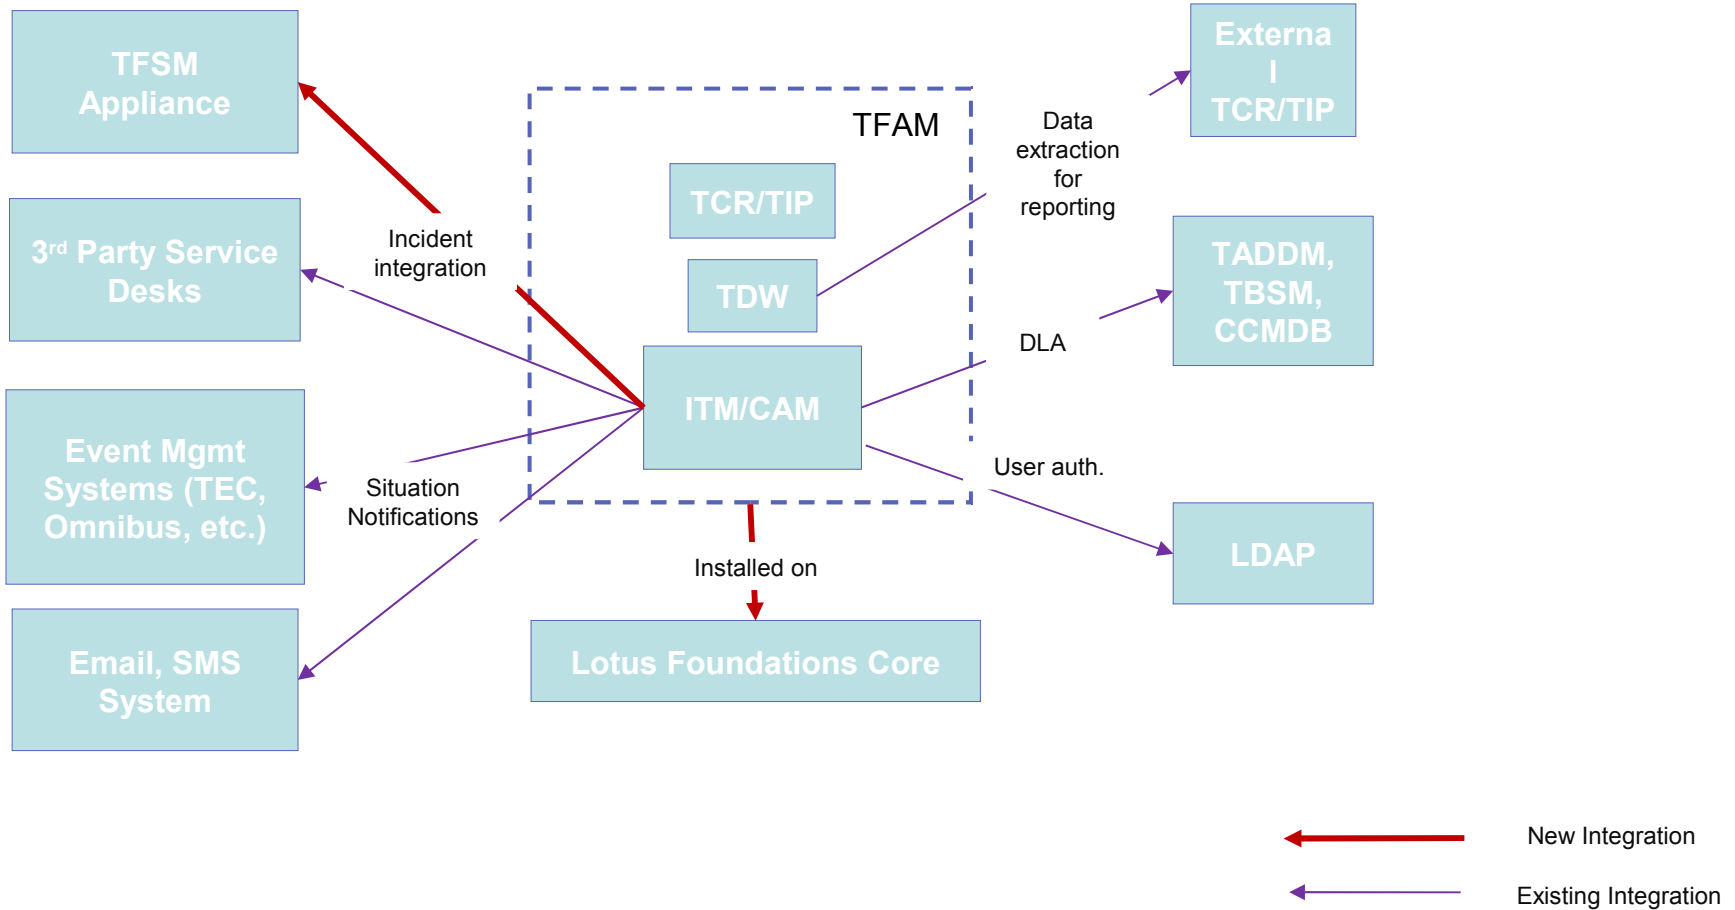 TFSM
Appliance
3rd Party Service
Desks
Event Mgmt
Systems (TEC,
Omnibus, etc.)
Email, SMS
System
Incident
integration
Situation
Notifications
TFAM
TCR/TIP
TDW
ITM/CAM
Installed on
Lotus Foundations Core
Data
extraction
for
reporting
DLA
User auth.
Externa
l
TCR/TIP
TADDM,
TBSM,
CCMDB
LDAP
New Integration
Existing Integration